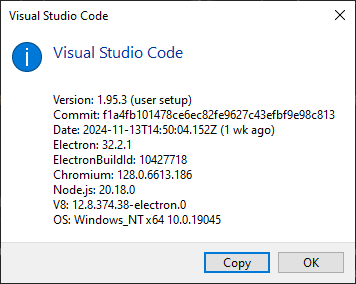 Visual Studio Code
Visual Studio Code
Version: 1.95.3 (user setup)
Commit: f1a4fb101478ce6ec82fe9627c43efbf9e98c813
Date: 2024-11-13T14:50:04.152Z (1 wk ago)
Electron: 32.2.1
ElectronBuildId: 10427718
Chromium: 128.0.6613.186
Node.js: 20.18.0
V8: 12.8.374.38-electron.0
OS: Windows_NT x64 10.0.19045
Copy
OK